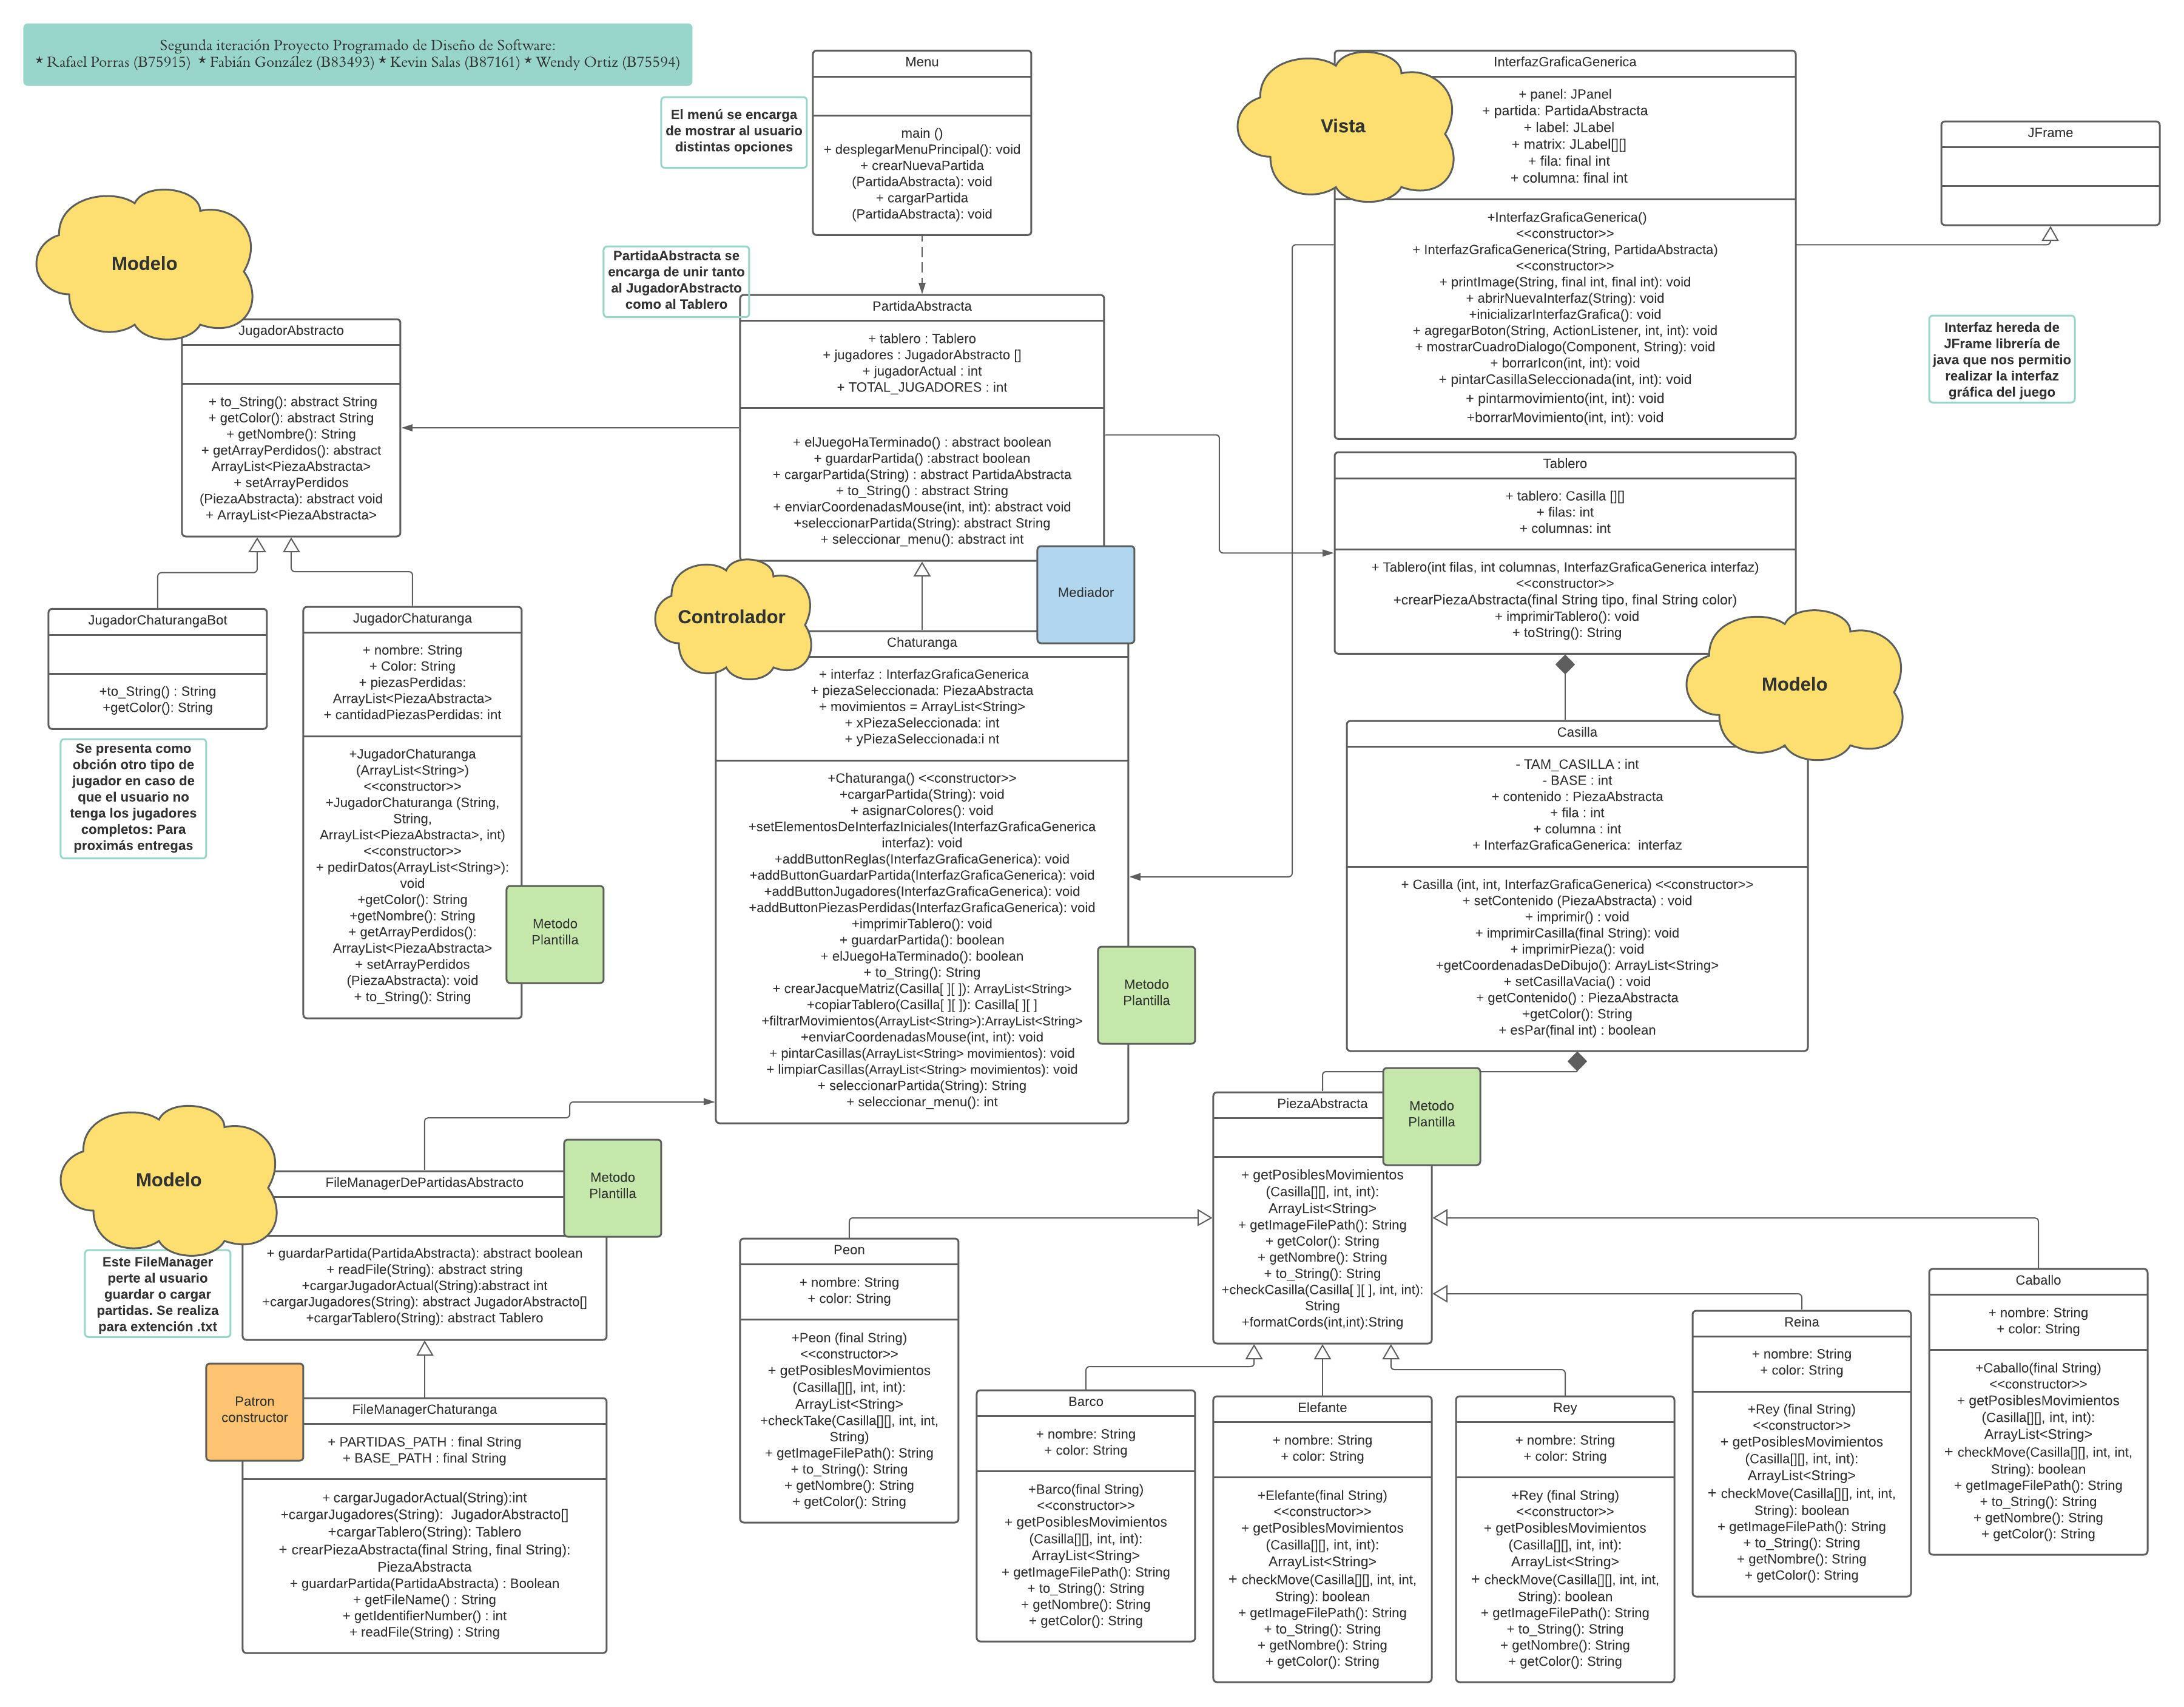 Segunda iteración Proyecto Programado de Diseño de Software:
* Rafael Porras (B75915) * Fabián González (B83493) * Kevin Salas (B87161) * Wendy Ortiz (B75594)
Menu
main ()
+ desplegarMenuPrincipal(): void
+ crearNuevaPartida
(PartidaAbstracta): void
+ cargarPartida
(PartidaAbstracta): void
El menú se encarga
de mostrar al usuario
distintas opciones
Vista
InterfazGraficaGenerica
+ panel: JPanel
+ partida: PartidaAbstracta
+ label: JLabel
+ matrix: JLabel[][]
+ fila: final int
+ columna: final int
+InterfazGraficaGenerica()
<<constructor>>
+ InterfazGraficaGenerica(String, PartidaAbstracta)
<<constructor>>
+ printImage(String, final int, final int): void
+ abrirNuevaInterfaz(String): void
+inicializarInterfazGrafica(): void
+ agregarBoton(String, ActionListener, int, int): void
+ mostrarCuadroDialogo(Component, String): void
+ borrarIcon(int, int): void
+ pintarCasillaSeleccionada(int, int): void
+ pintarmovimiento(int, int): void
+borrarMovimiento(int, int): void
JFrame
Interfaz hereda de
JFrame librería de
java que nos permitio
realizar la interfaz
gráfica del juego
Modelo
JugadorAbstracto
+ to_String(): abstract String
+ getColor(): abstract String
+ getNombre(): String
+ getArrayPerdidos(): abstract
ArrayList<PiezaAbstracta>
+ setArrayPerdidos
(PiezaAbstracta): abstract void
+ ArrayList<PiezaAbstracta>
PartidaAbstracta se
encarga de unir tanto
al JugadorAbstracto
como al Tablero
PartidaAbstracta
+ tablero : Tablero
+ jugadores : JugadorAbstracto []
+ jugadorActual : int
+ TOTAL_JUGADORES : int
+ elJuegoHaTerminado() : abstract boolean
+ guardarPartida() :abstract boolean
+ cargarPartida(String) : abstract PartidaAbstracta
+ to_String() : abstract String
+ enviarCoordenadasMouse(int, int): abstract void
+seleccionarPartida(String): abstract String
+ seleccionar_menu(): abstract int
Mediador
Tablero
+ tablero: Casilla [][]
+ filas: int
+ columnas: int
+ Tablero(int filas, int columnas, InterfazGraficaGenerica interfaz)
<<constructor>>
+crearPiezaAbstracta(final String tipo, final String color)
+ imprimirTablero(): void
+ toString(): String
Modelo
JugadorChaturangaBot
+to_String() : String
+getColor(): String
Se presenta como
obción otro tipo de
jugador en caso de
que el usuario no
tenga los jugadores
completos: Para
proximás entregas
JugadorChaturanga
+ nombre: String
+ Color: String
+ piezasPerdidas:
ArrayList<PiezaAbstracta>
+ cantidadPiezasPerdidas: int
+JugadorChaturanga
(ArrayList<String>)
<<constructor>>
+JugadorChaturanga (String,
String,
ArrayList<PiezaAbstracta>, int)
<<constructor>>
+ pedirDatos(ArrayList<String>):
void
+getColor(): String
+getNombre(): String
+ getArrayPerdidos():
ArrayList<PiezaAbstracta>
+ setArrayPerdidos
(PiezaAbstracta): void
+ to_String(): String
Metodo
Plantilla
Controlador
Chaturanga
+ interfaz : InterfazGraficaGenerica
+ piezaSeleccionada: PiezaAbstracta
+ movimientos = ArrayList<String>
+ xPiezaSeleccionada: int
+ yPiezaSeleccionada:i nt
+Chaturanga() <<constructor>>
+cargarPartida(String): void
+ asignarColores(): void
+setElementosDeInterfazIniciales(InterfazGraficaGenerica
interfaz): void
+addButtonReglas(InterfazGraficaGenerica): void
+addButtonGuardarPartida(InterfazGraficaGenerica): void
+addButtonJugadores(InterfazGraficaGenerica): void
+addButtonPiezasPerdidas(InterfazGraficaGenerica): void
+imprimirTablero(): void
+ guardarPartida(): boolean
+ elJuegoHaTerminado(): boolean
+ to_String(): String
+ crearJacqueMatriz(Casilla[ ][ ]): ArrayList<String>
+copiarTablero(Casilla[ ][ ]): Casilla[ ][ ]
+filtrarMovimientos(ArrayList<String>):ArrayList<String>
+enviarCoordenadasMouse(int, int): void
+ pintarCasillas(ArrayList<String> movimientos): void
+ limpiarCasillas(ArrayList<String> movimientos): void
+ seleccionarPartida(String): String
+ seleccionar_menu(): int
Metodo
Plantilla
Casilla
- TAM_CASILLA : int
- BASE : int
+ contenido : PiezaAbstracta
+ fila : int
+ columna : int
+ InterfazGraficaGenerica: interfaz
+ Casilla (int, int, InterfazGraficaGenerica) <<constructor>>
+ setContenido (PiezaAbstracta) : void
+ imprimir() : void
+ imprimirCasilla(final String): void
+ imprimirPieza(): void
+getCoordenadasDeDibujo(): ArrayList<String>
+ setCasillaVacia() : void
+ getContenido() : PiezaAbstracta
+getColor(): String
+ esPar(final int) : boolean
Modelo
FileManagerDePartidasAbstracto
+ guardarPartida(PartidaAbstracta): abstract boolean
+ readFile(String): abstract string
+cargarJugadorActual(String):abstract int
+cargarJugadores(String): abstract JugadorAbstracto[]
+cargarTablero(String): abstract Tablero
Metodo
Plantilla
Este FileManager
perte al usuario
guardar o cargar
partidas. Se realiza
para extención .txt
Patron
constructor
FileManagerChaturanga
+ PARTIDAS_PATH : final String
+ BASE_PATH : final String
+ cargarJugadorActual(String):int
+cargarJugadores(String): JugadorAbstracto[]
+cargarTablero(String): Tablero
+ crearPiezaAbstracta(final String, final String):
PiezaAbstracta
+ guardarPartida(PartidaAbstracta) : Boolean
+ getFileName() : String
+ getIdentifierNumber() : int
+ readFile(String) : String
PiezaAbstracta
Metodo
Plantilla
+ getPosiblesMovimientos
(Casilla[][], int, int):
ArrayList<String>
+ getImageFilePath(): String
+ getColor(): String
+ getNombre(): String
+ to_String(): String
+checkCasilla(Casilla[ ][ ], int, int):
String
+formatCords(int,int):String
Peon
+ nombre: String
+ color: String
+Peon (final String)
<<constructor>>
+ getPosiblesMovimientos
(Casilla[][], int, int):
ArrayList<String>
+checkTake(Casilla[][], int, int,
String)
+ getImageFilePath(): String
+ to_String(): String
+ getNombre(): String
+ getColor(): String
Barco
+ nombre: String
+ color: String
+Barco(final String)
<<constructor>>
+ getPosiblesMovimientos
(Casilla[][], int, int):
ArrayList<String>
+ getImageFilePath(): String
+ to_String(): String
+ getNombre(): String
+ getColor(): String
Elefante
+ nombre: String
+ color: String
+Elefante(final String)
<<constructor>>
+ getPosiblesMovimientos
(Casilla[][], int, int):
ArrayList<String>
+ checkMove(Casilla[][], int, int,
String): boolean
+ getImageFilePath(): String
+ to_String(): String
+ getNombre(): String
+ getColor(): String
Rey
+ nombre: String
+ color: String
+Rey (final String)
<<constructor>>
+ getPosiblesMovimientos
(Casilla[][], int, int):
ArrayList<String>
+ checkMove(Casilla[][], int, int,
String): boolean
+ getImageFilePath(): String
+ to_String(): String
+ getNombre(): String
+ getColor(): String
Reina
+ nombre: String
+ color: String
+Rey (final String)
<<constructor>>
+ getPosiblesMovimientos
(Casilla[][], int, int):
ArrayList<String>
+ checkMove(Casilla[][], int, int,
String): boolean
+ getImageFilePath(): String
+ to_String(): String
+ getNombre(): String
+ getColor(): String
Caballo
+ nombre: String
+ color: String
+Caballo(final String)
<<constructor>>
+ getPosiblesMovimientos
(Casilla[][], int, int):
ArrayList<String>
+ checkMove(Casilla[][], int, int,
String): boolean
+ getImageFilePath(): String
+ to_String(): String
+ getNombre(): String
+ getColor(): String